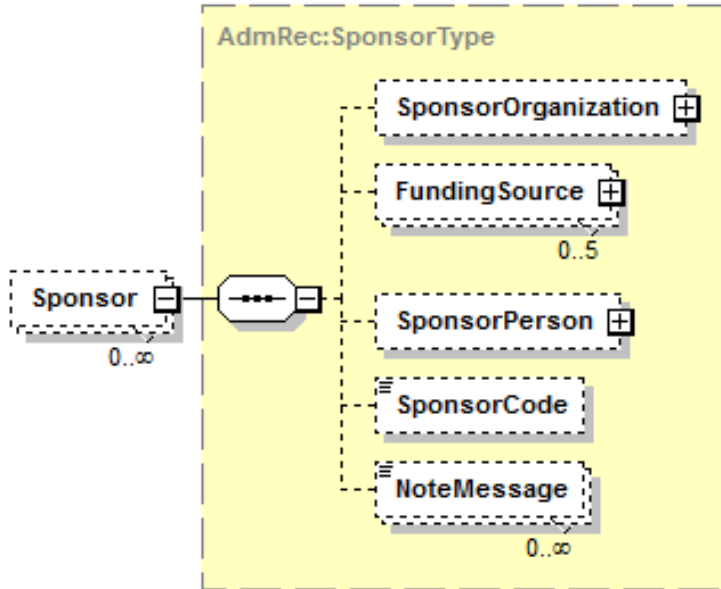 AdmRec:SponsorType
SponsorOrganization
FundingSource
0..5
Sponsor
0..∞
SponsorPerson
SponsorCode
NoteMessage
0..∞